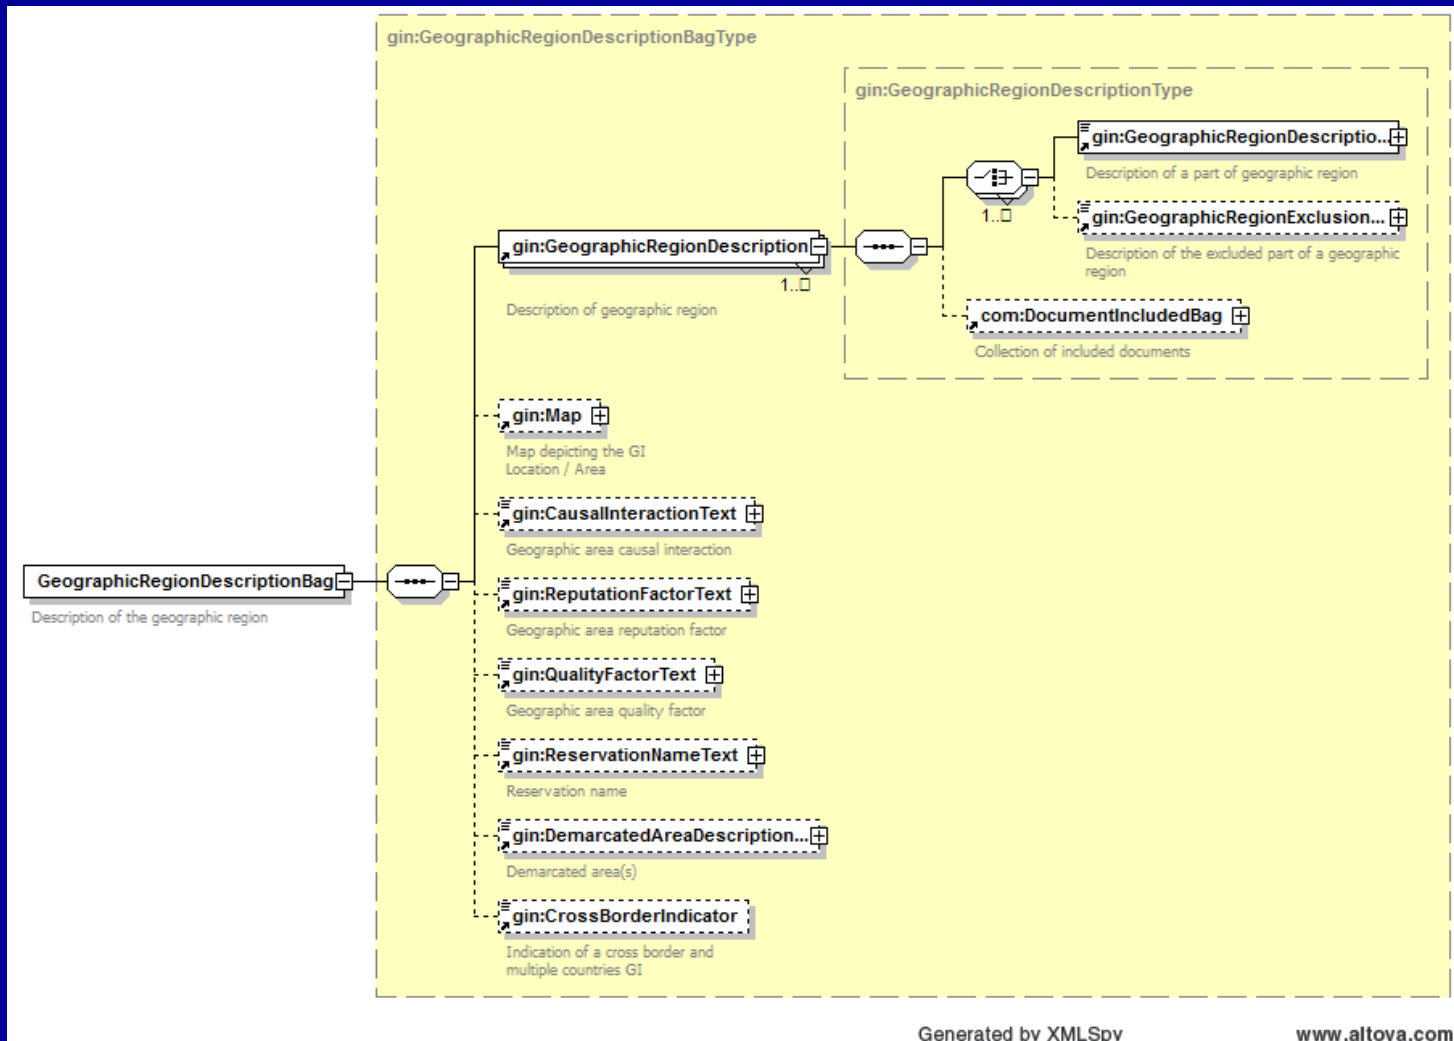 gin:GeographicRegionDescriptionBagType
gin:GeographicRegionDescriptionType
gin:GeographicRegionDescriptio...
Description of a part of geographic region
1..□
gin:GeographicRegionExclusion...
Description of the excluded part of a geographic
region
gin:GeographicRegionDescription
1..□
Description of geographic region
com:DocumentIncludedBag
Collection of included documents
gin:Map
Map depicting the GI
Location / Area
gin:CausalInteractionText
Geographic area causal interaction
GeographicRegionDescriptionBag
Description of the geographic region
gin:ReputationFactorText
Geographic area reputation factor
gin:QualityFactorText
Geographic area quality factor
gin:ReservationNameText
Reservation name
gin:DemarcatedAreaDescription...
Demarcated area(s)
gin:CrossBorderIndicator
Indication of a cross border and
multiple countries GI
Generated by XMLSpy
www.altova.com